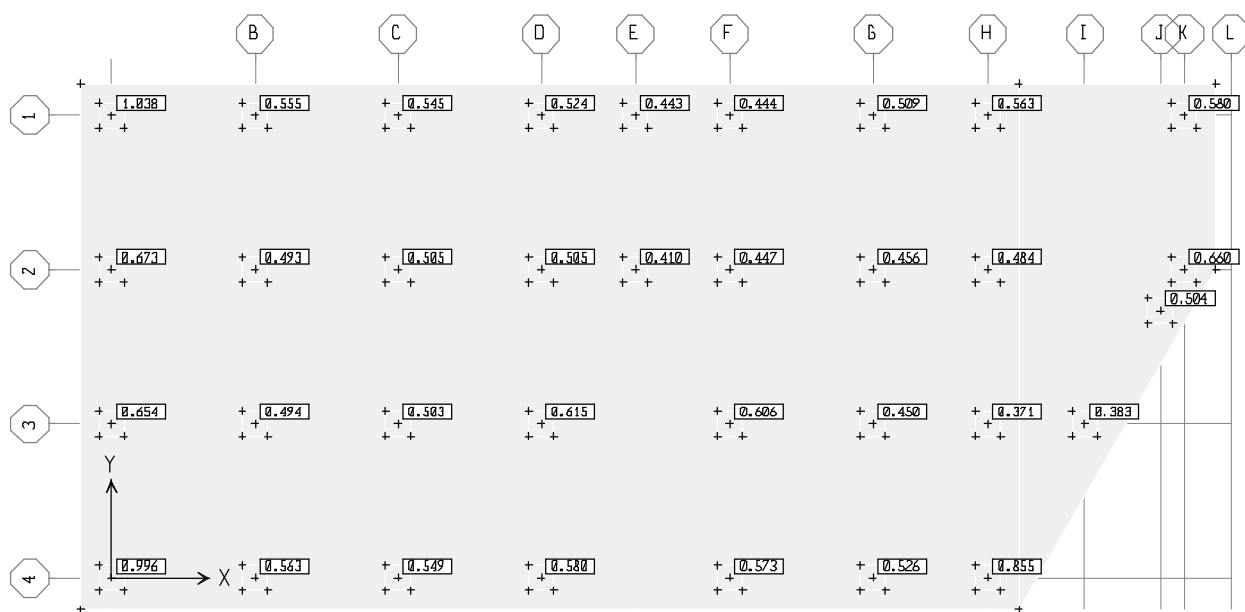 B C D E F G H I J K L
1 1.038 0.555 0.545 0.524 0.443 0.444 0.509 0.563 0.580
2 0.673 0.493 0.505 0.505 0.410 0.447 0.456 0.484 0.660
0.504
3 0.654 0.494 0.503 0.615 0.606 0.450 0.371 0.383
Y
4 0.996 X 0.563 0.549 0.580 0.573 0.526 0.855